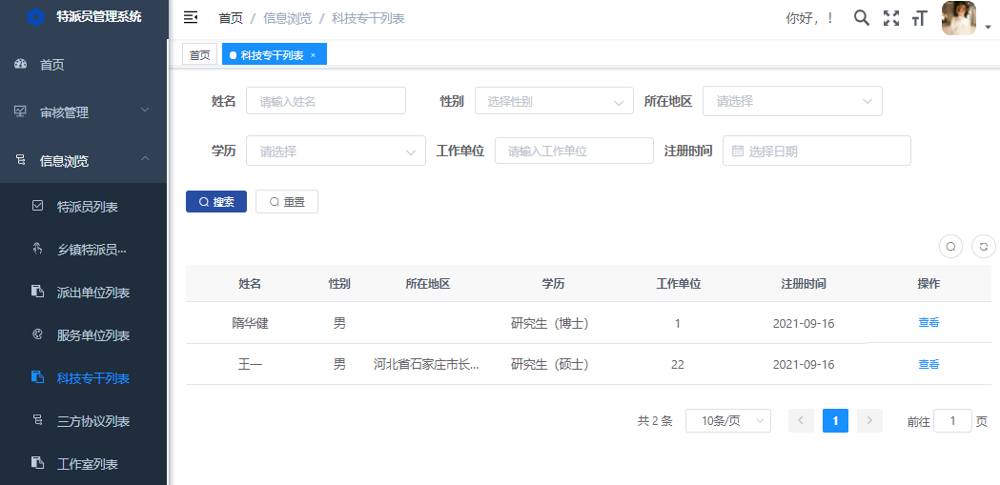 特派员管理系统
首页 / 信息浏览 / 科技专干列表
你好，！
首页
科技专干列表 ×
首页
审核管理
信息浏览
特派员列表
乡镇特派员...
派出单位列表
服务单位列表
科技专干列表
三方协议列表
工作室列表
姓名 请输入姓名 性别 选择性别 所在地区 请选择
学历 请选择 工作单位 请输入工作单位 注册时间 选择日期
搜索 重置
姓名 性别 所在地区 学历 工作单位 注册时间 操作
隋华健 男 研究生（博士） 1 2021-09-16 查看
王一 男 河北省石家庄市长... 研究生（硕士） 22 2021-09-16 查看
共 2 条 10条/页 < 1 > 前往 1 页